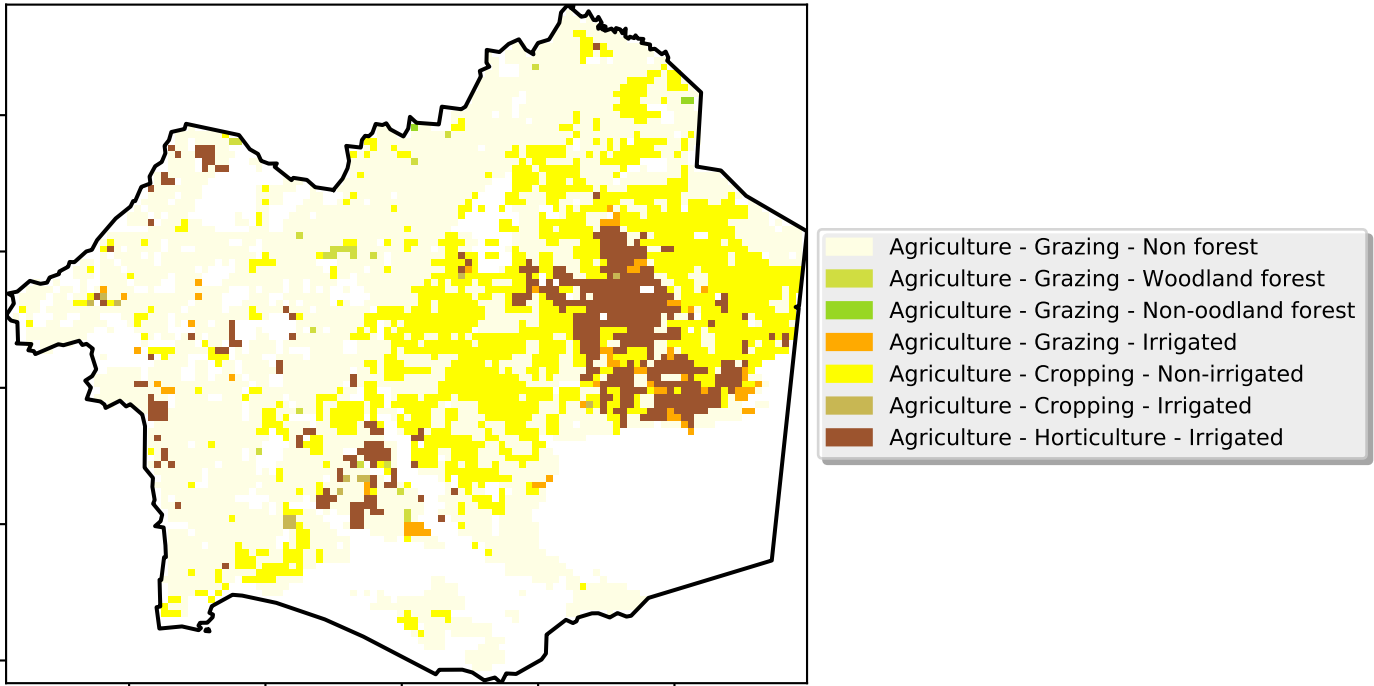 Agriculture - Grazing - Non forest
Agriculture - Grazing - Woodland forest
Agriculture - Grazing - Non-oodland forest
Agriculture - Grazing - Irrigated
Agriculture - Cropping - Non-irrigated
Agriculture - Cropping - Irrigated
Agriculture - Horticulture - Irrigated